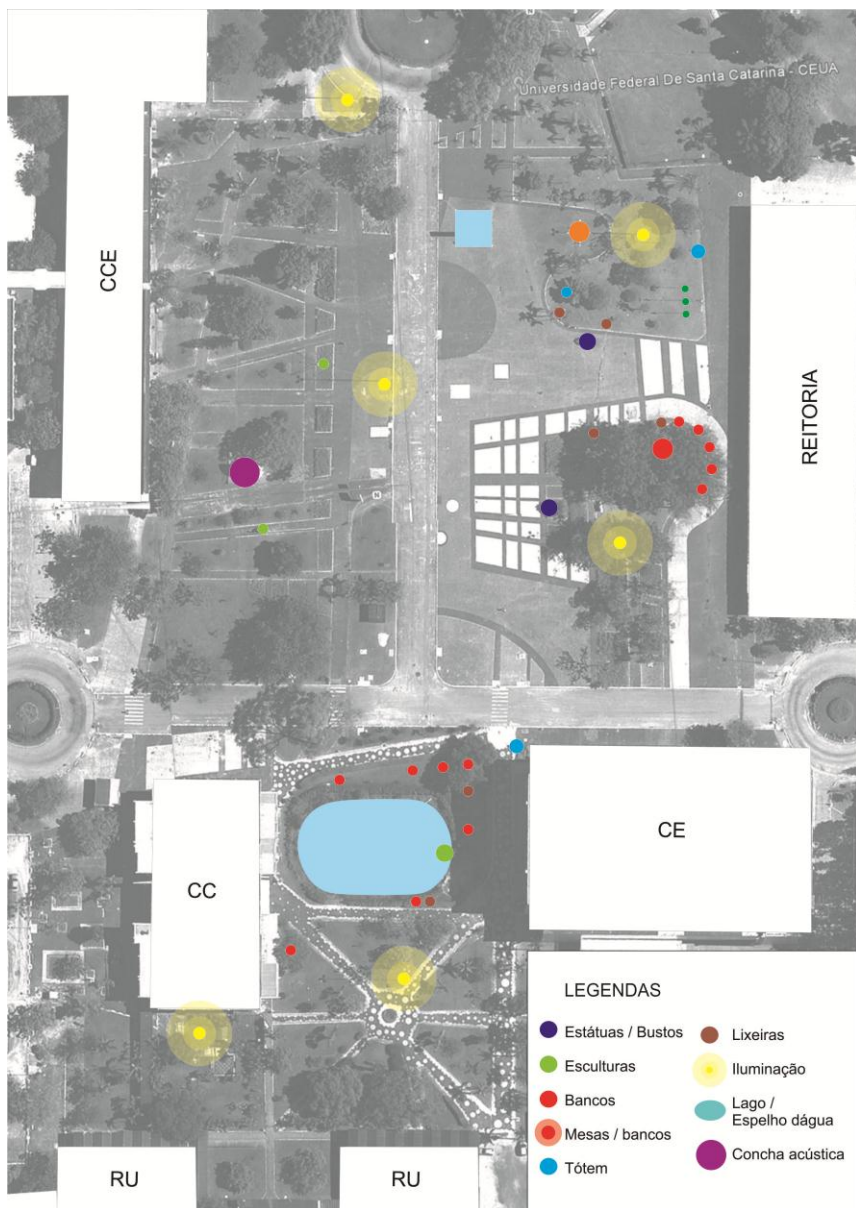 Universidade Federal De Santa Catarina - CEUA
CCE
REITORIA
CE
CC
RU
RU
LEGENDAS
Estátuas / Bustos
Esculturas
Bancos
Mesas / bancos
Tótem
Lixeiras
Iluminação
Lago /
Espelho dágua
Concha acústica